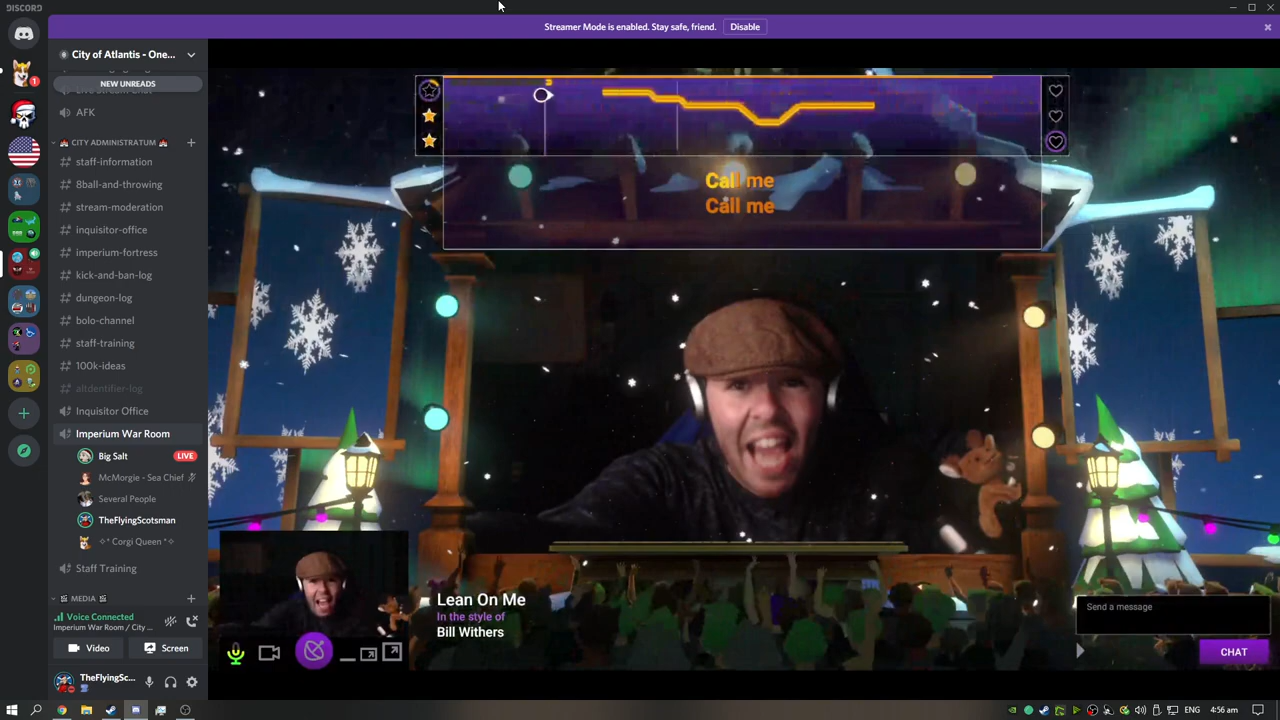 DISCORD
Streamer Mode is enabled. Stay safe, friend.
Disable
City of Atlantis - One...
NEW UNREADS
AFK
CITY ADMINISTRATUM
staff-information
8ball-and-throwing
stream-moderation
inquisitor-office
imperium-fortress
kick-and-ban-log
dungeon-log
bolo-channel
staff-training
100k-ideas
altdentifier-log
Inquisitor Office
Imperium War Room
Big Salt
LIVE
McMorgie - Sea Chief
Several People
TheFlyingScotsman
✧* Corgi Queen *✧
Staff Training
MEDIA
Voice Connected
Imperium War Room / City ...
Video
Screen
TheFlyingSc...
1
Call me
Call me
Lean On Me
In the style of
Bill Withers
Send a message
CHAT
4:56 am